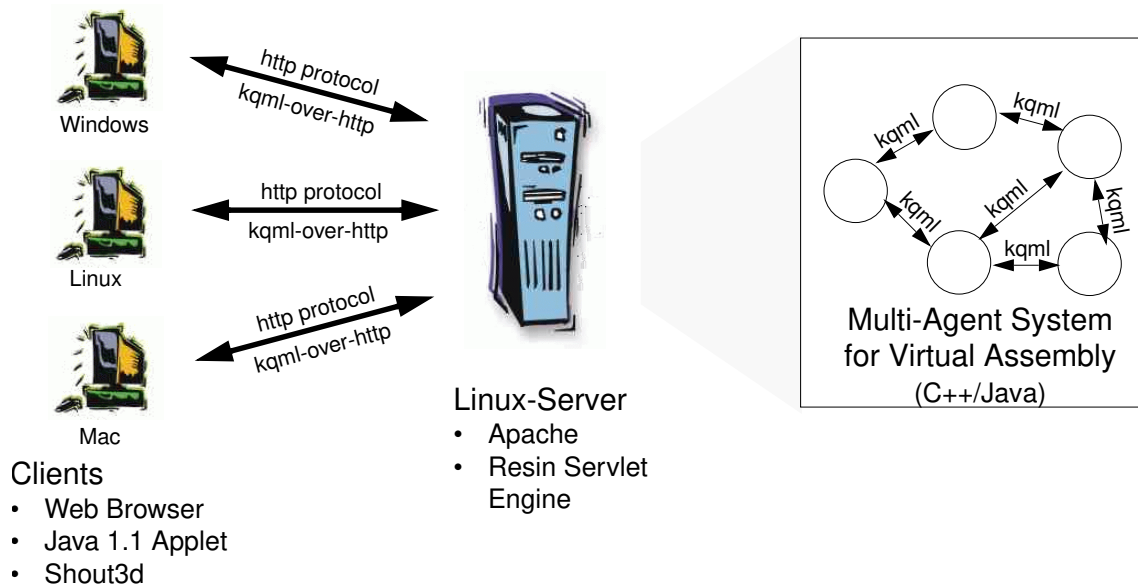 http protocol
kqml-over-http
Windows
http protocol
kqml-over-http
Linux
http protocol
kqml-over-http
Mac
Clients
• Web Browser
• Java 1.1 Applet
• Shout3d
Linux-Server
• Apache
• Resin Servlet
Engine
kqml
kqml
kqml
kqml
kqml
kqml
Multi-Agent System
for Virtual Assembly
(C++/Java)